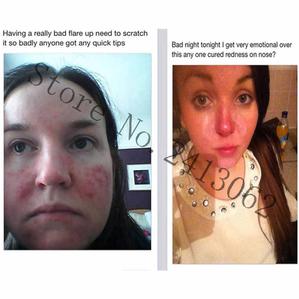 Having a really bad flare up need to scratch
it so badly anyone got any quick tips
Bad night tonight I get very emotional over
this any one cured redness on nose?
Store No. 2413062